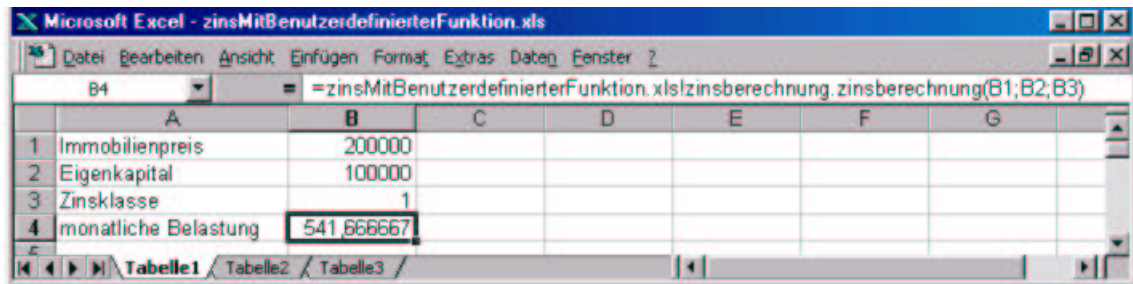 Microsoft Excel - zinsMitBenutzerdefinierterFunktion.xls
Datei Bearbeiten Ansicht Einfügen Format Extras Daten Fenster ?
B4 = =zinsMitBenutzerdefinierterFunktion.xls!zinsberechnung.zinsberechnung(B1;B2;B3)
A B C D E F G
1 Immobilienpreis 200000
2 Eigenkapital 100000
3 Zinsklasse 1
4 monatliche Belastung 541,666667
Tabelle1 Tabelle2 Tabelle3